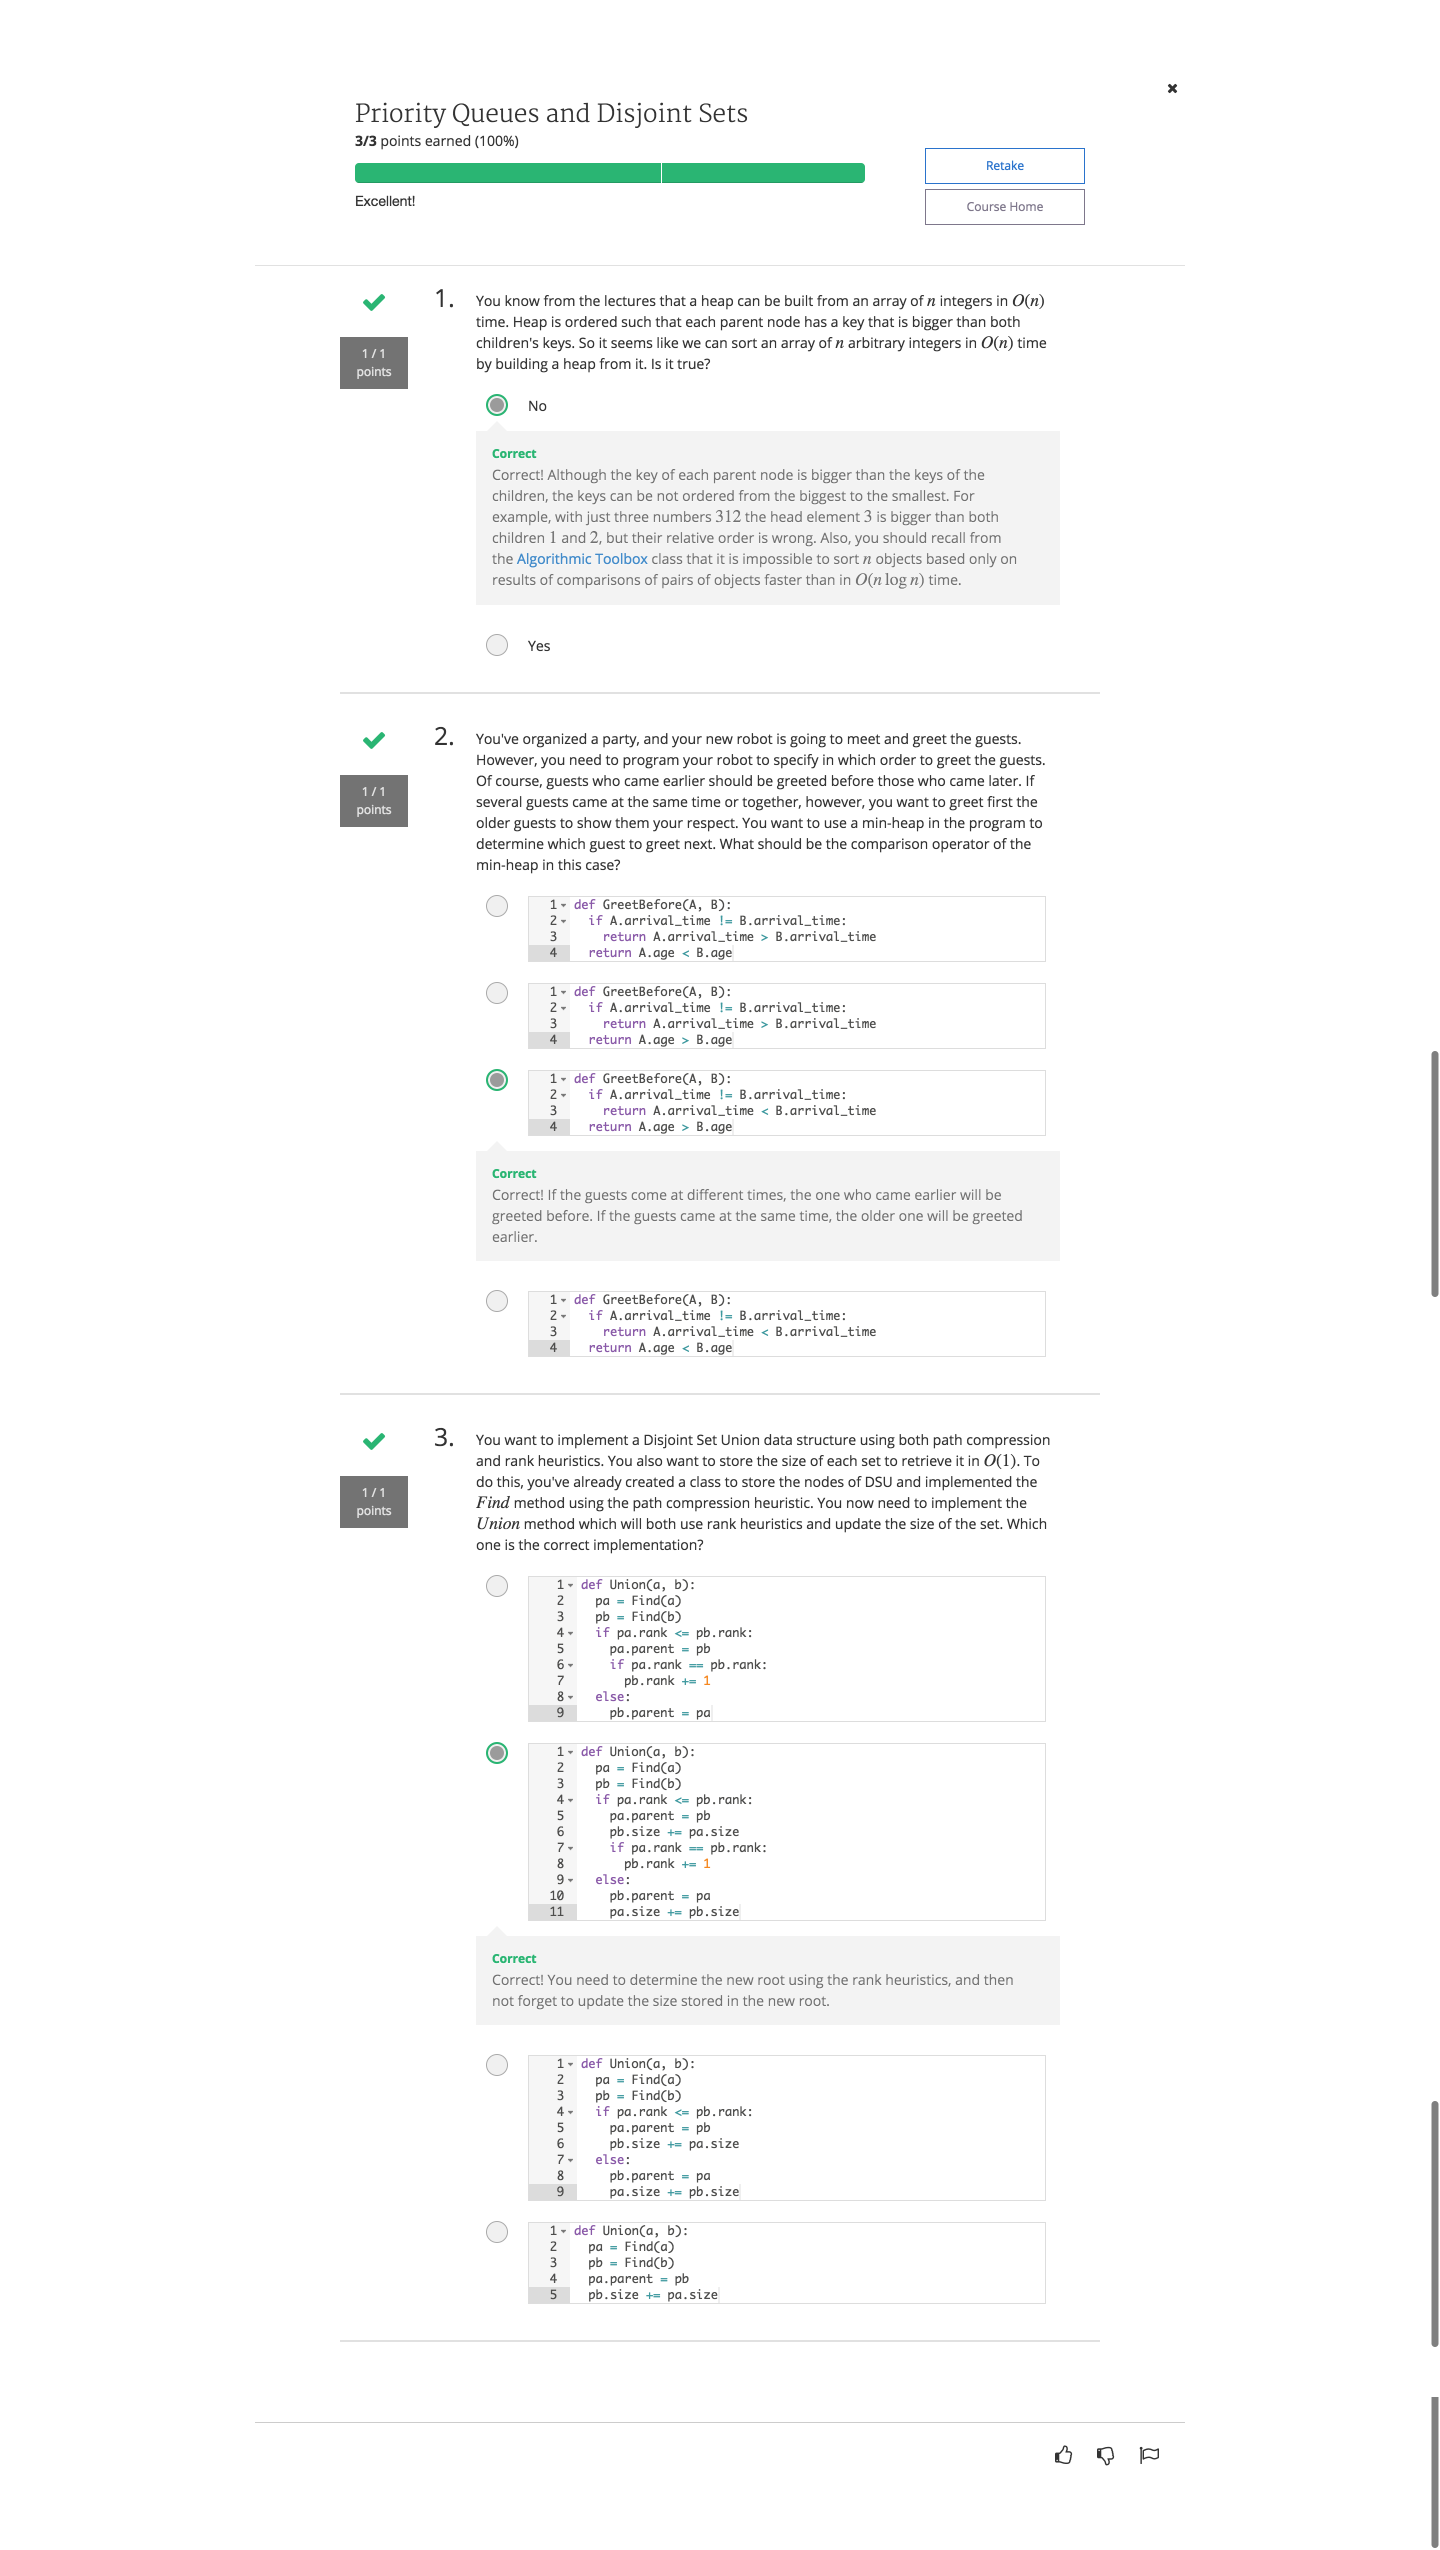 Priority Queues and Disjoint Sets
3/3 points earned (100%)
Retake
Excellent!
Course Home
1.
You know from the lectures that a heap can be built from an array of n integers in O(n)
time. Heap is ordered such that each parent node has a key that is bigger than both
children's keys. So it seems like we can sort an array of n arbitrary integers in O(n) time
by building a heap from it. Is it true?
1 / 1
points
No
Correct
Correct! Although the key of each parent node is bigger than the keys of the
children, the keys can be not ordered from the biggest to the smallest. For
example, with just three numbers 312 the head element 3 is bigger than both
children 1 and 2, but their relative order is wrong. Also, you should recall from
the Algorithmic Toolbox class that it is impossible to sort n objects based only on
results of comparisons of pairs of objects faster than in O(n log n) time.
Yes
2.
You've organized a party, and your new robot is going to meet and greet the guests.
However, you need to program your robot to specify in which order to greet the guests.
Of course, guests who came earlier should be greeted before those who came later. If
several guests came at the same time or together, however, you want to greet first the
older guests to show them your respect. You want to use a min-heap in the program to
determine which guest to greet next. What should be the comparison operator of the
min-heap in this case?
1 / 1
points
1 def GreetBefore(A, B):
2   if A.arrival_time != B.arrival_time:
3     return A.arrival_time > B.arrival_time
4   return A.age < B.age
1 def GreetBefore(A, B):
2   if A.arrival_time != B.arrival_time:
3     return A.arrival_time > B.arrival_time
4   return A.age > B.age
1 def GreetBefore(A, B):
2   if A.arrival_time != B.arrival_time:
3     return A.arrival_time < B.arrival_time
4   return A.age > B.age
Correct
Correct! If the guests come at different times, the one who came earlier will be
greeted before. If the guests came at the same time, the older one will be greeted
earlier.
1 def GreetBefore(A, B):
2   if A.arrival_time != B.arrival_time:
3     return A.arrival_time < B.arrival_time
4   return A.age < B.age
3.
You want to implement a Disjoint Set Union data structure using both path compression
and rank heuristics. You also want to store the size of each set to retrieve it in O(1). To
do this, you've already created a class to store the nodes of DSU and implemented the
Find method using the path compression heuristic. You now need to implement the
Union method which will both use rank heuristics and update the size of the set. Which
one is the correct implementation?
1 / 1
points
1 def Union(a, b):
2   pa = Find(a)
3   pb = Find(b)
4   if pa.rank <= pb.rank:
5     pa.parent = pb
6     if pa.rank == pb.rank:
7       pb.rank += 1
8   else:
9     pb.parent = pa
1 def Union(a, b):
2   pa = Find(a)
3   pb = Find(b)
4   if pa.rank <= pb.rank:
5     pa.parent = pb
6     pb.size += pa.size
7     if pa.rank == pb.rank:
8       pb.rank += 1
9   else:
10     pb.parent = pa
11     pa.size += pb.size
Correct
Correct! You need to determine the new root using the rank heuristics, and then
not forget to update the size stored in the new root.
1 def Union(a, b):
2   pa = Find(a)
3   pb = Find(b)
4   if pa.rank <= pb.rank:
5     pa.parent = pb
6     pb.size += pa.size
7   else:
8     pb.parent = pa
9     pa.size += pb.size
1 def Union(a, b):
2   pa = Find(a)
3   pb = Find(b)
4   pa.parent = pb
5   pb.size += pa.size